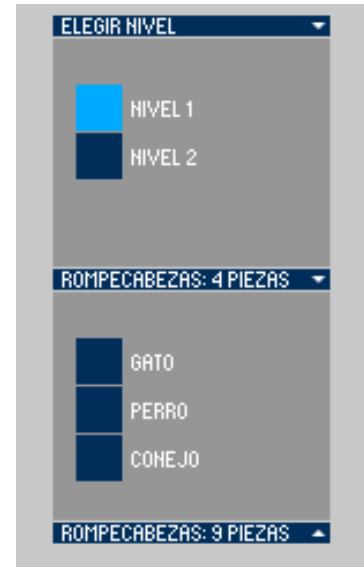 ELEGIR NIVEL
NIVEL 1
NIVEL 2
ROMPECABEZAS: 4 PIEZAS
GATO
PERRO
CONEJO
ROMPECABEZAS: 9 PIEZAS